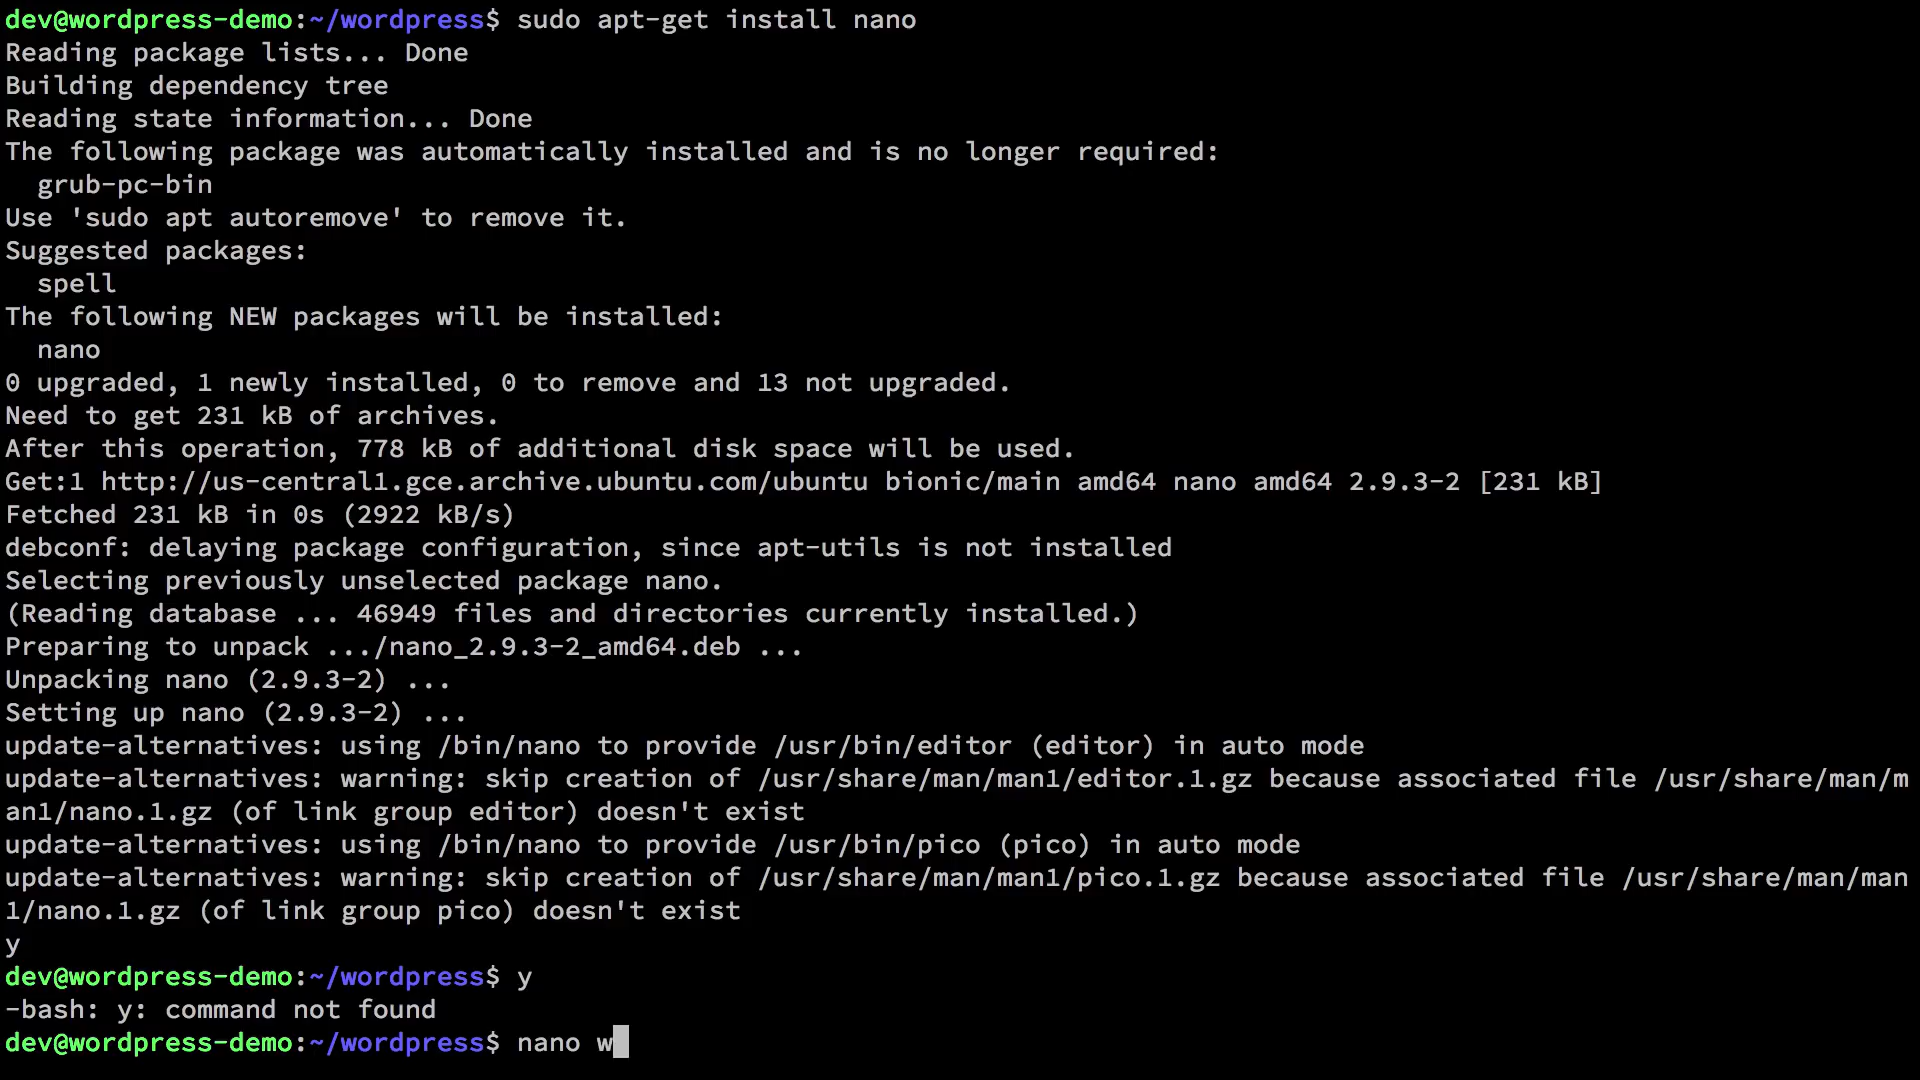 dev@wordpress-demo:~/wordpress$ sudo apt-get install nano
Reading package lists... Done
Building dependency tree
Reading state information... Done
The following package was automatically installed and is no longer required:
  grub-pc-bin
Use 'sudo apt autoremove' to remove it.
Suggested packages:
  spell
The following NEW packages will be installed:
  nano
0 upgraded, 1 newly installed, 0 to remove and 13 not upgraded.
Need to get 231 kB of archives.
After this operation, 778 kB of additional disk space will be used.
Get:1 http://us-central1.gce.archive.ubuntu.com/ubuntu bionic/main amd64 nano amd64 2.9.3-2 [231 kB]
Fetched 231 kB in 0s (2922 kB/s)
debconf: delaying package configuration, since apt-utils is not installed
Selecting previously unselected package nano.
(Reading database ... 46949 files and directories currently installed.)
Preparing to unpack .../nano_2.9.3-2_amd64.deb ...
Unpacking nano (2.9.3-2) ...
Setting up nano (2.9.3-2) ...
update-alternatives: using /bin/nano to provide /usr/bin/editor (editor) in auto mode
update-alternatives: warning: skip creation of /usr/share/man/man1/editor.1.gz because associated file /usr/share/man/m
an1/nano.1.gz (of link group editor) doesn't exist
update-alternatives: using /bin/nano to provide /usr/bin/pico (pico) in auto mode
update-alternatives: warning: skip creation of /usr/share/man/man1/pico.1.gz because associated file /usr/share/man/man
1/nano.1.gz (of link group pico) doesn't exist
y
dev@wordpress-demo:~/wordpress$ y
-bash: y: command not found
dev@wordpress-demo:~/wordpress$ nano w